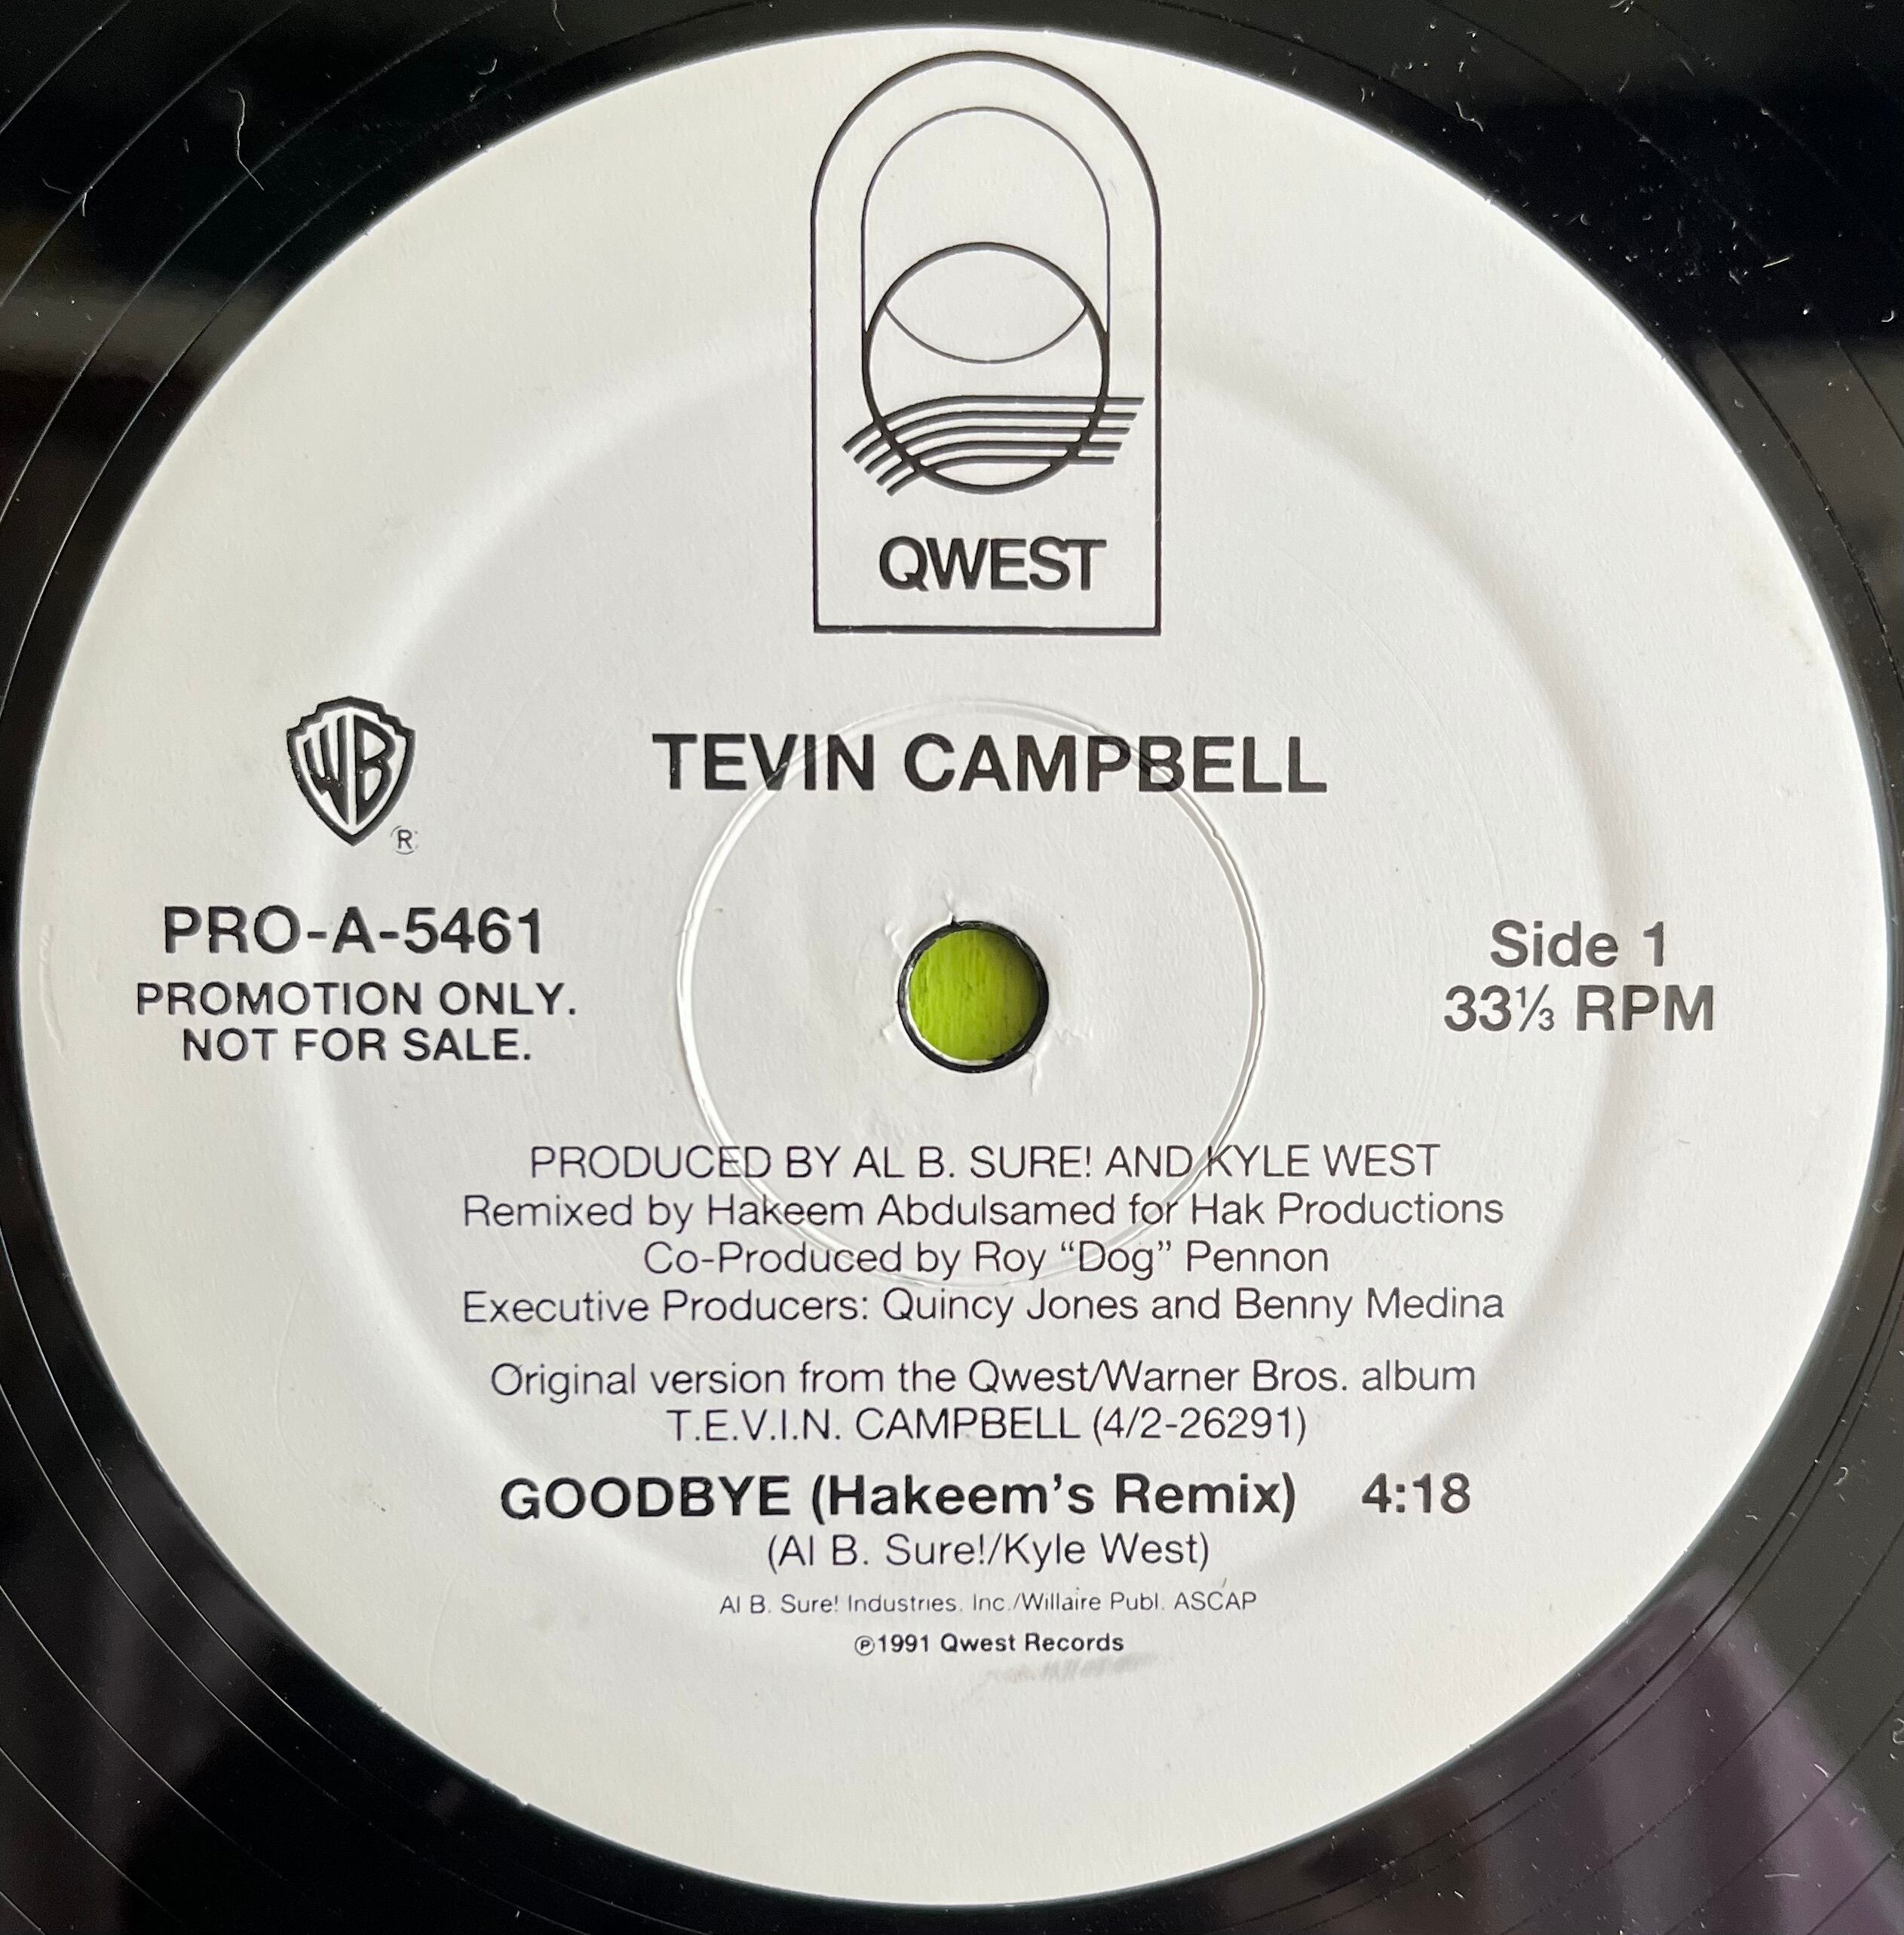 QWEST
WB
®
TEVIN CAMPBELL
PRO-A-5461
PROMOTION ONLY.
NOT FOR SALE.
Side 1
33⅓ RPM
PRODUCED BY AL B. SURE! AND KYLE WEST
Remixed by Hakeem Abdulsamed for Hak Productions
Co-Produced by Roy “Dog” Pennon
Executive Producers: Quincy Jones and Benny Medina
Original version from the Qwest/Warner Bros. album
T.E.V.I.N. CAMPBELL (4/2-26291)
GOODBYE (Hakeem’s Remix) 4:18
(Al B. Sure!/Kyle West)
Al B. Sure! Industries, Inc./Willaire Publ. ASCAP
℗1991 Qwest Records